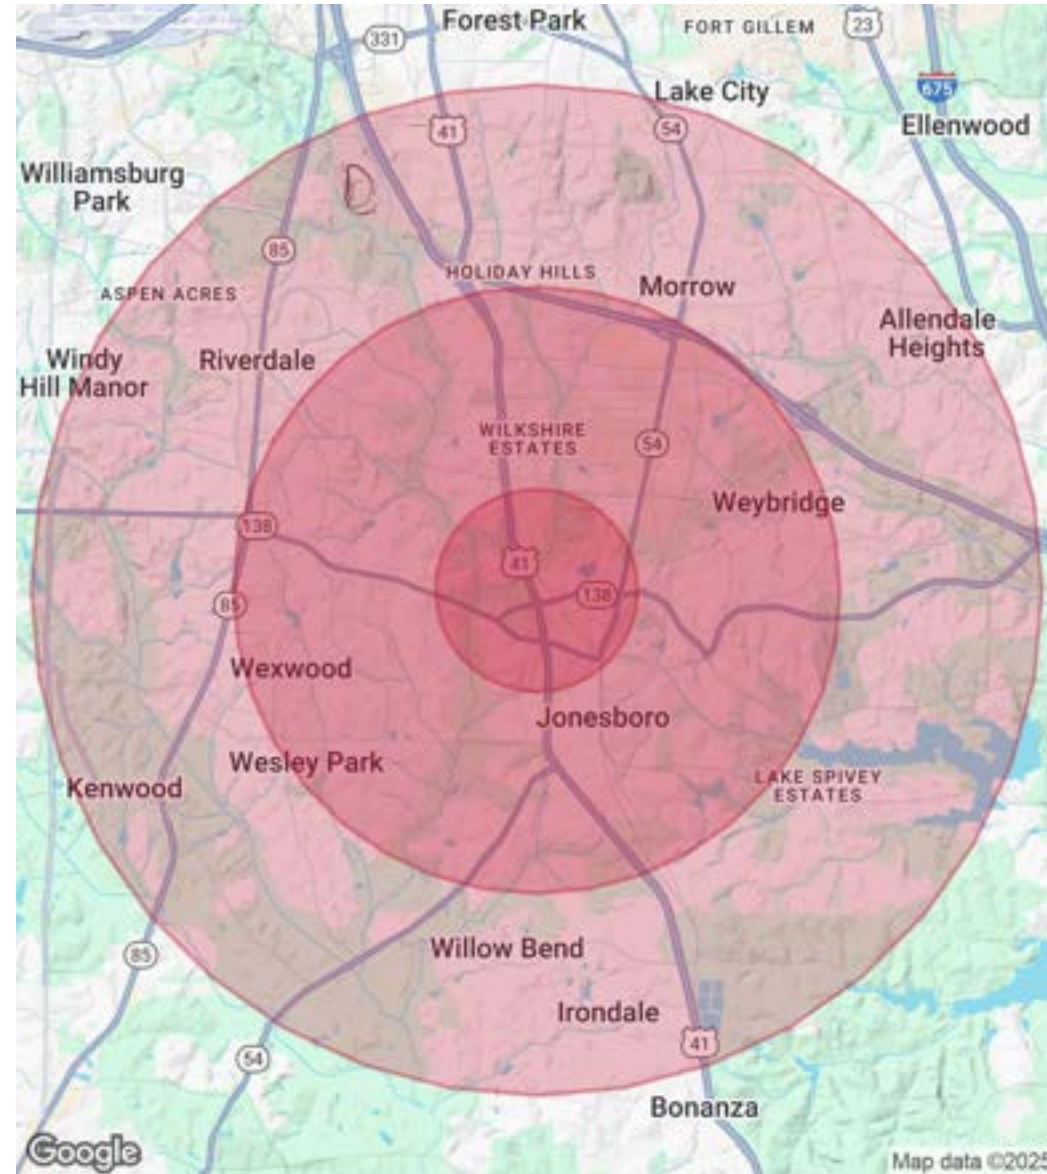 Forest Park
FORT GILLEM
23
331
675
Lake City
41
54
Ellenwood
Williamsburg
Park
85
HOLIDAY HILLS
Morrow
ASPEN ACRES
Allendale
Heights
Windy
Hill Manor
Riverdale
WILKSHIRE
ESTATES
54
Weybridge
138
41
138
85
Wexwood
Jonesboro
Wesley Park
Kenwood
LAKE SPIVEY
ESTATES
Willow Bend
85
Irondale
41
54
Bonanza
Google
Map data ©2025